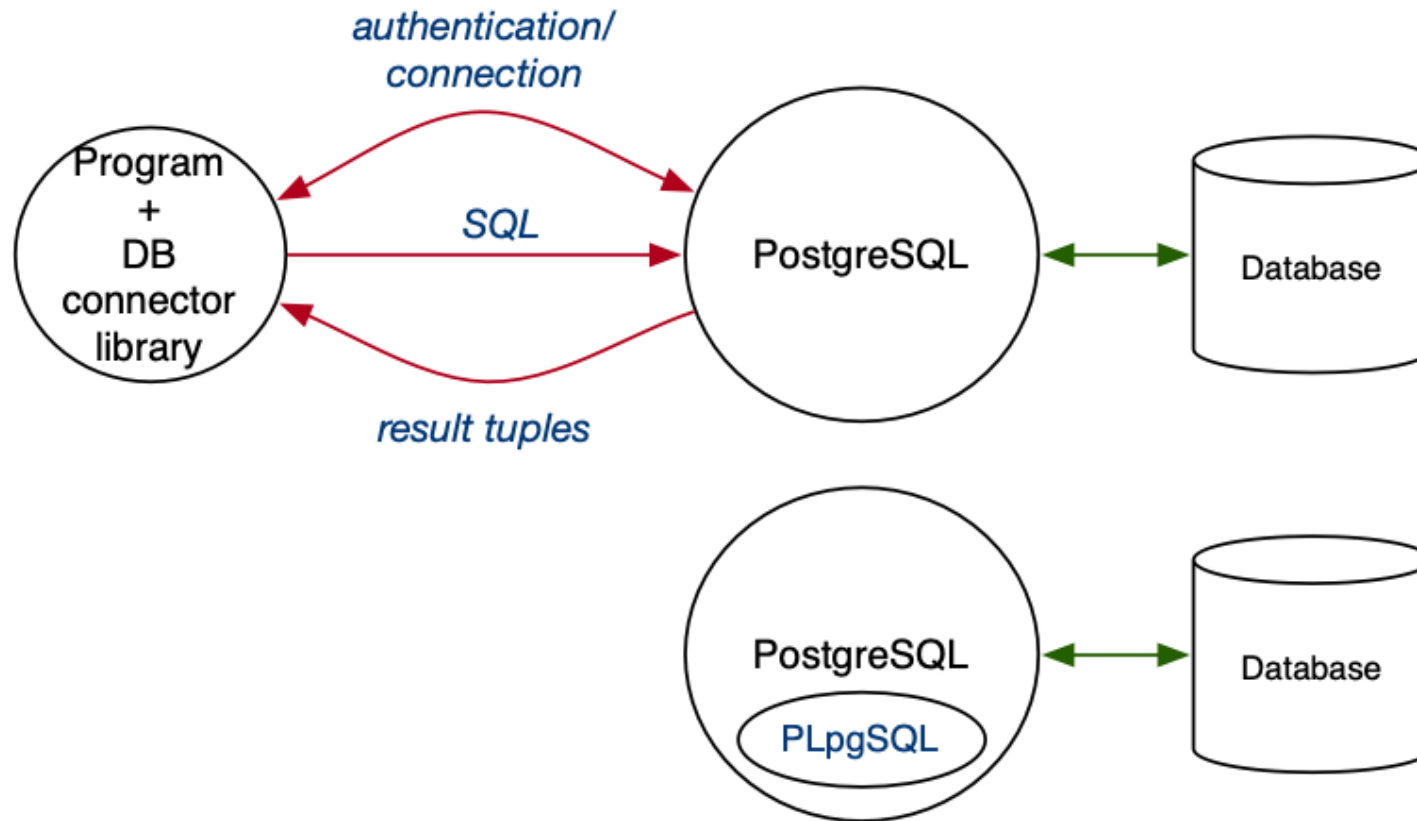 authentication/
connection
Program
+
DB
connector
library
SQL
PostgreSQL
Database
result tuples
PostgreSQL
Database
PLpgSQL